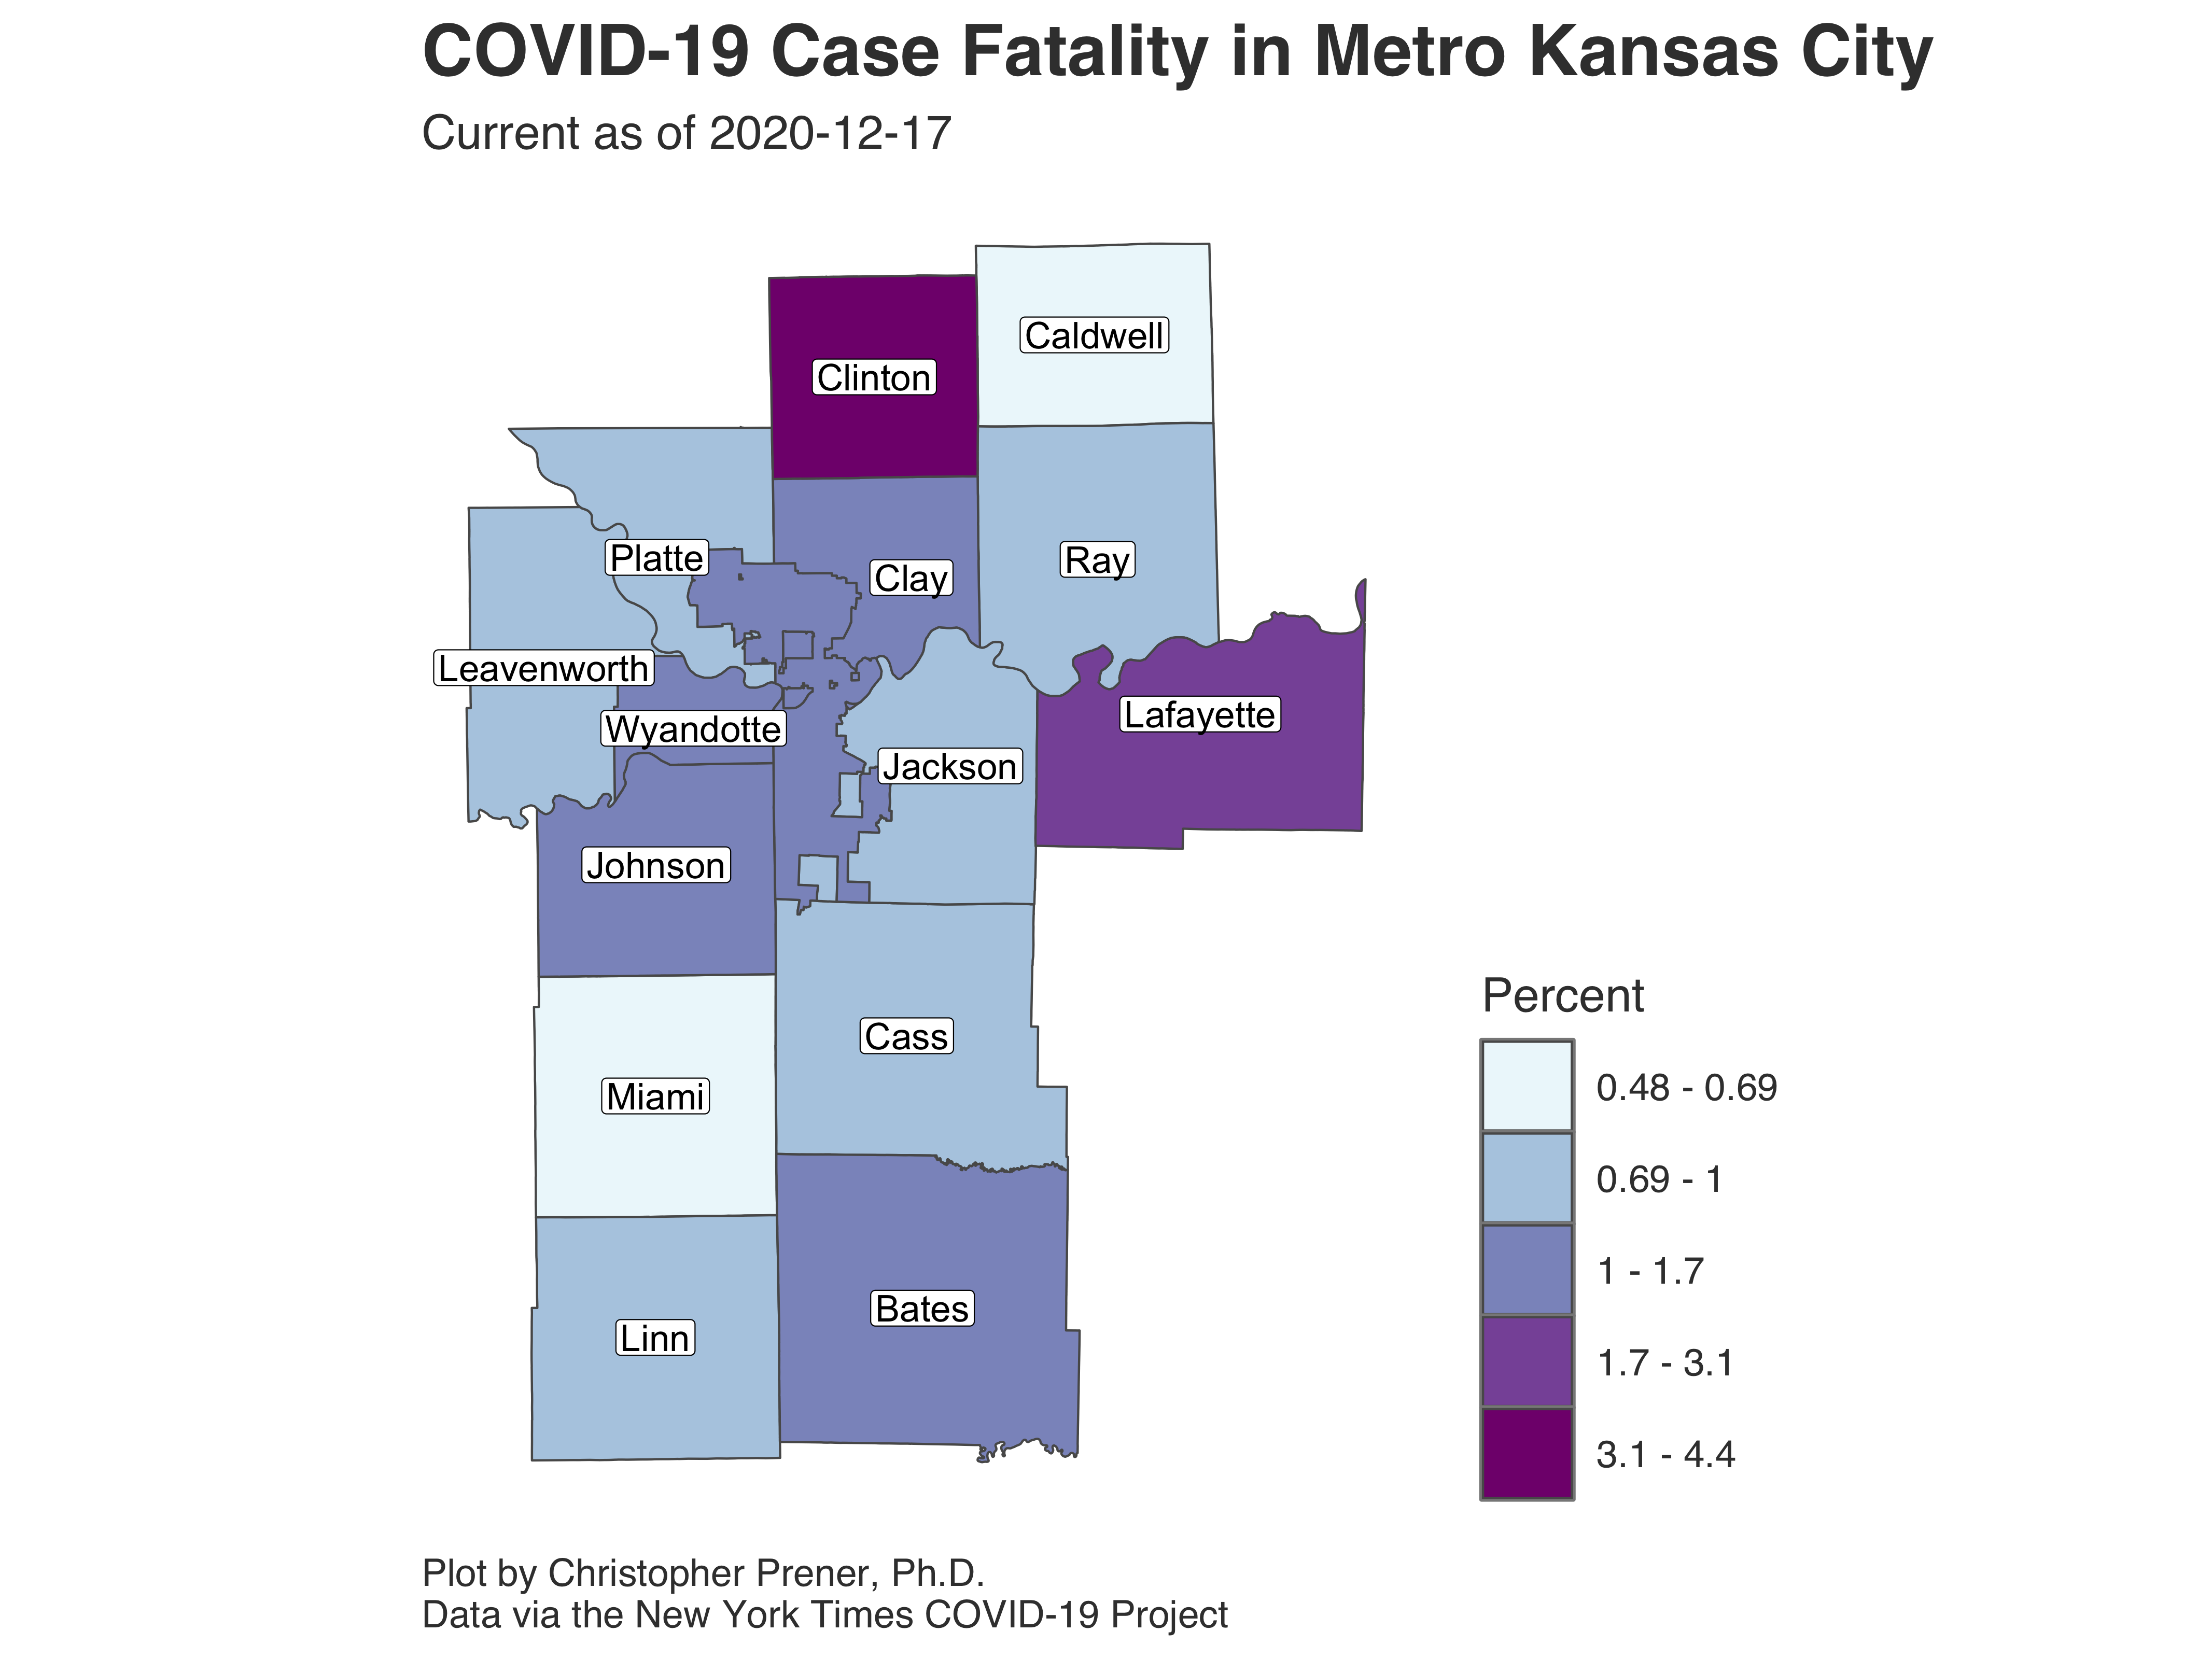 COVID-19 Case Fatality in Metro Kansas City
Current as of 2020-12-17
Caldwell
Clinton
Platte
Clay
Ray
Leavenworth
Lafayette
Wyandotte
Jackson
Johnson
Cass
Miami
Bates
Linn
Percent
0.48 - 0.69
0.69 - 1
1 - 1.7
1.7 - 3.1
3.1 - 4.4
Plot by Christopher Prener, Ph.D.
Data via the New York Times COVID-19 Project